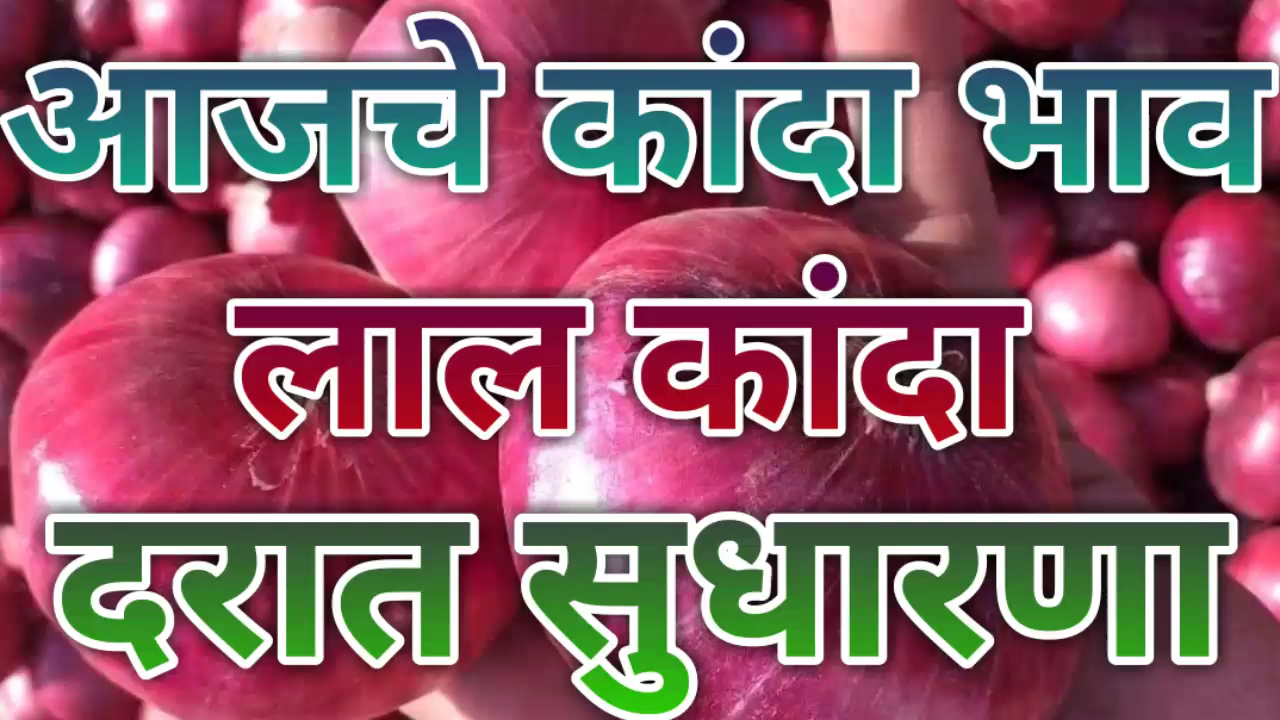 आजचे कांदा भाव
लाल कांदा
दरात सुधारणा